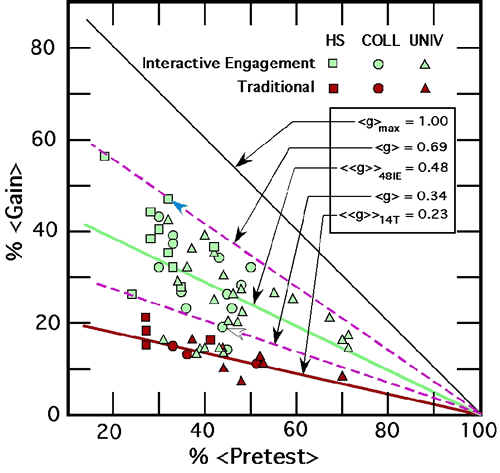 HS COLL UNIV
Interactive Engagement
Traditional
<g>max = 1.00
<g> = 0.69
<<g>>48IE = 0.48
<g> = 0.34
<<g>>14T = 0.23
80
60
40
20
0
% <Gain>
20 40 60 80 100
% <Pretest>